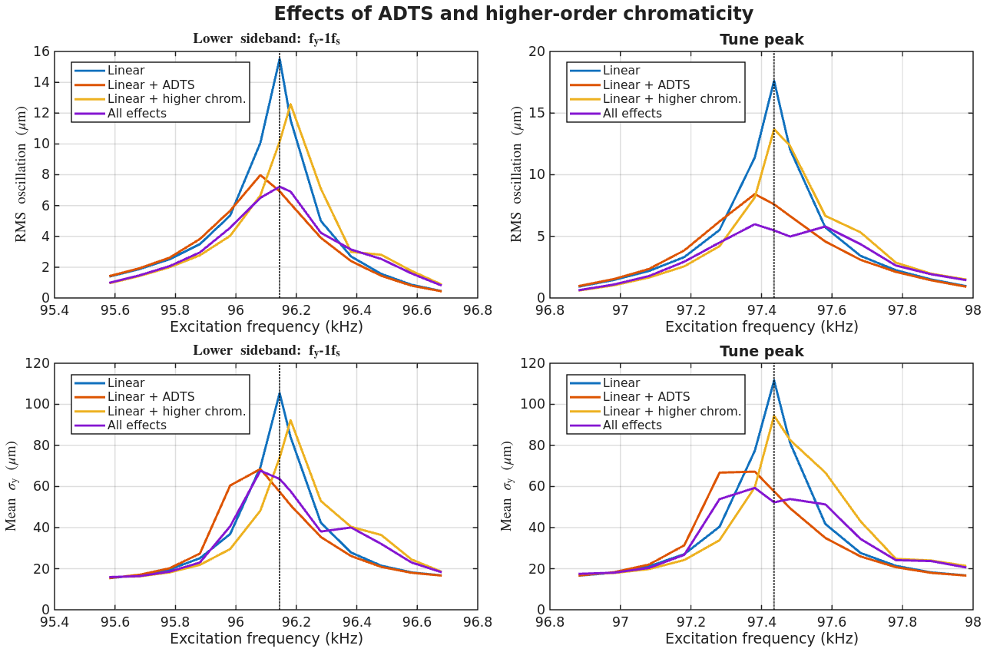 Effects of ADTS and higher-order chromaticity
Lower sideband: fy-1fs
RMS oscillation (μm)
16
14
12
10
8
6
4
2
0
Linear
Linear + ADTS
Linear + higher chrom.
All effects
95.4 95.6 95.8 96 96.2 96.4 96.6 96.8
Excitation frequency (kHz)
Tune peak
RMS oscillation (μm)
20
15
10
5
0
Linear
Linear + ADTS
Linear + higher chrom.
All effects
96.8 97 97.2 97.4 97.6 97.8 98
Excitation frequency (kHz)
Lower sideband: fy-1fs
Mean σy (μm)
120
100
80
60
40
20
0
Linear
Linear + ADTS
Linear + higher chrom.
All effects
95.4 95.6 95.8 96 96.2 96.4 96.6 96.8
Excitation frequency (kHz)
Tune peak
Mean σy (μm)
120
100
80
60
40
20
0
Linear
Linear + ADTS
Linear + higher chrom.
All effects
96.8 97 97.2 97.4 97.6 97.8 98
Excitation frequency (kHz)